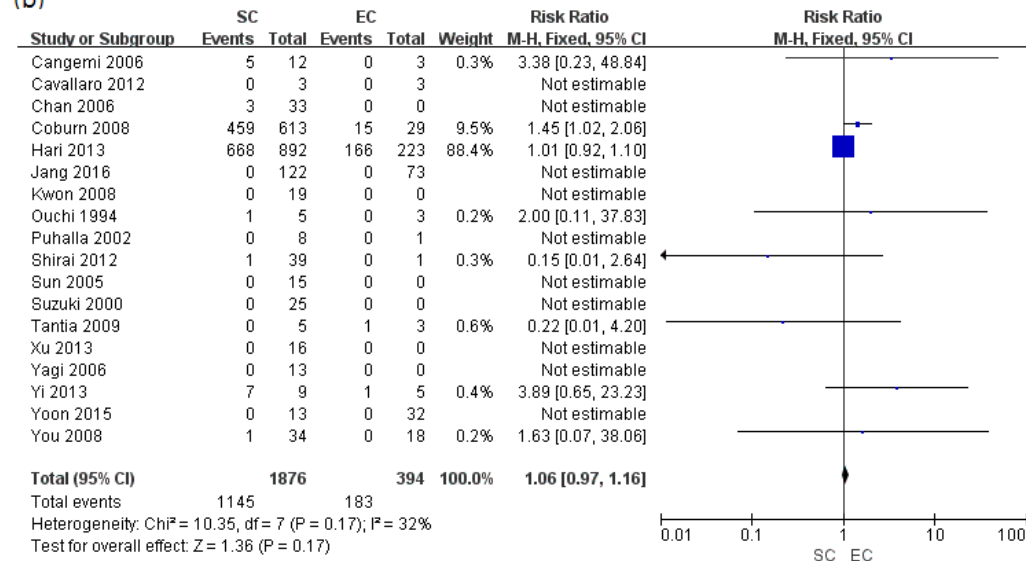 (b)
SC EC Risk Ratio Risk Ratio
Study or Subgroup Events Total Events Total Weight M-H, Fixed, 95% CI M-H, Fixed, 95% CI
Cangemi 2006 5 12 0 3 0.3% 3.38 [0.23, 48.84]
Cavallaro 2012 0 3 0 3 Not estimable
Chan 2006 3 33 0 0 Not estimable
Coburn 2008 459 613 15 29 9.5% 1.45 [1.02, 2.06]
Hari 2013 668 892 166 223 88.4% 1.01 [0.92, 1.10]
Jang 2016 0 122 0 73 Not estimable
Kwon 2008 0 19 0 0 Not estimable
Ouchi 1994 1 5 0 3 0.2% 2.00 [0.11, 37.83]
Puhalla 2002 0 8 0 1 Not estimable
Shirai 2012 1 39 0 1 0.3% 0.15 [0.01, 2.64]
Sun 2005 0 15 0 0 Not estimable
Suzuki 2000 0 25 0 0 Not estimable
Tantia 2009 0 5 1 3 0.6% 0.22 [0.01, 4.20]
Xu 2013 0 16 0 0 Not estimable
Yagi 2006 0 13 0 0 Not estimable
Yi 2013 7 9 1 5 0.4% 3.89 [0.65, 23.23]
Yoon 2015 0 13 0 32 Not estimable
You 2008 1 34 0 18 0.2% 1.63 [0.07, 38.06]
Total (95% CI) 1876 394 100.0% 1.06 [0.97, 1.16]
Total events 1145 183
Heterogeneity: Chi² = 10.35, df = 7 (P = 0.17); I² = 32%
Test for overall effect: Z = 1.36 (P = 0.17)
0.01 0.1 1 10 100
SC EC